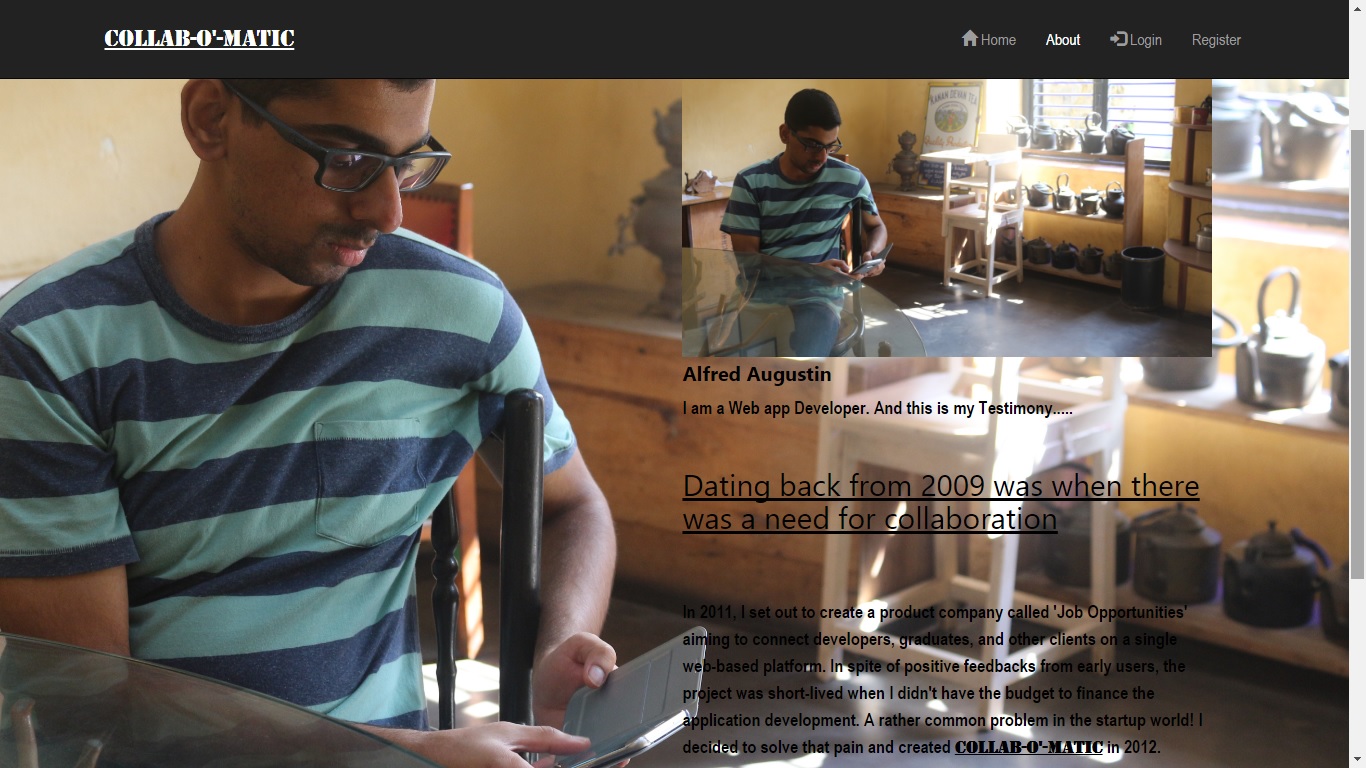 COLLAB-O'-MATIC
Home About Login Register
KANAN DEVAN TEA
Alfred Augustin
I am a Web app Developer. And this is my Testimony.....
Dating back from 2009 was when there
was a need for collaboration
In 2011, I set out to create a product company called 'Job Opportunities'
aiming to connect developers, graduates, and other clients on a single
web-based platform. In spite of positive feedbacks from early users, the
project was short-lived when I didn't have the budget to finance the
application development. A rather common problem in the startup world! I
decided to solve that pain and created COLLAB-O'-MATIC in 2012.